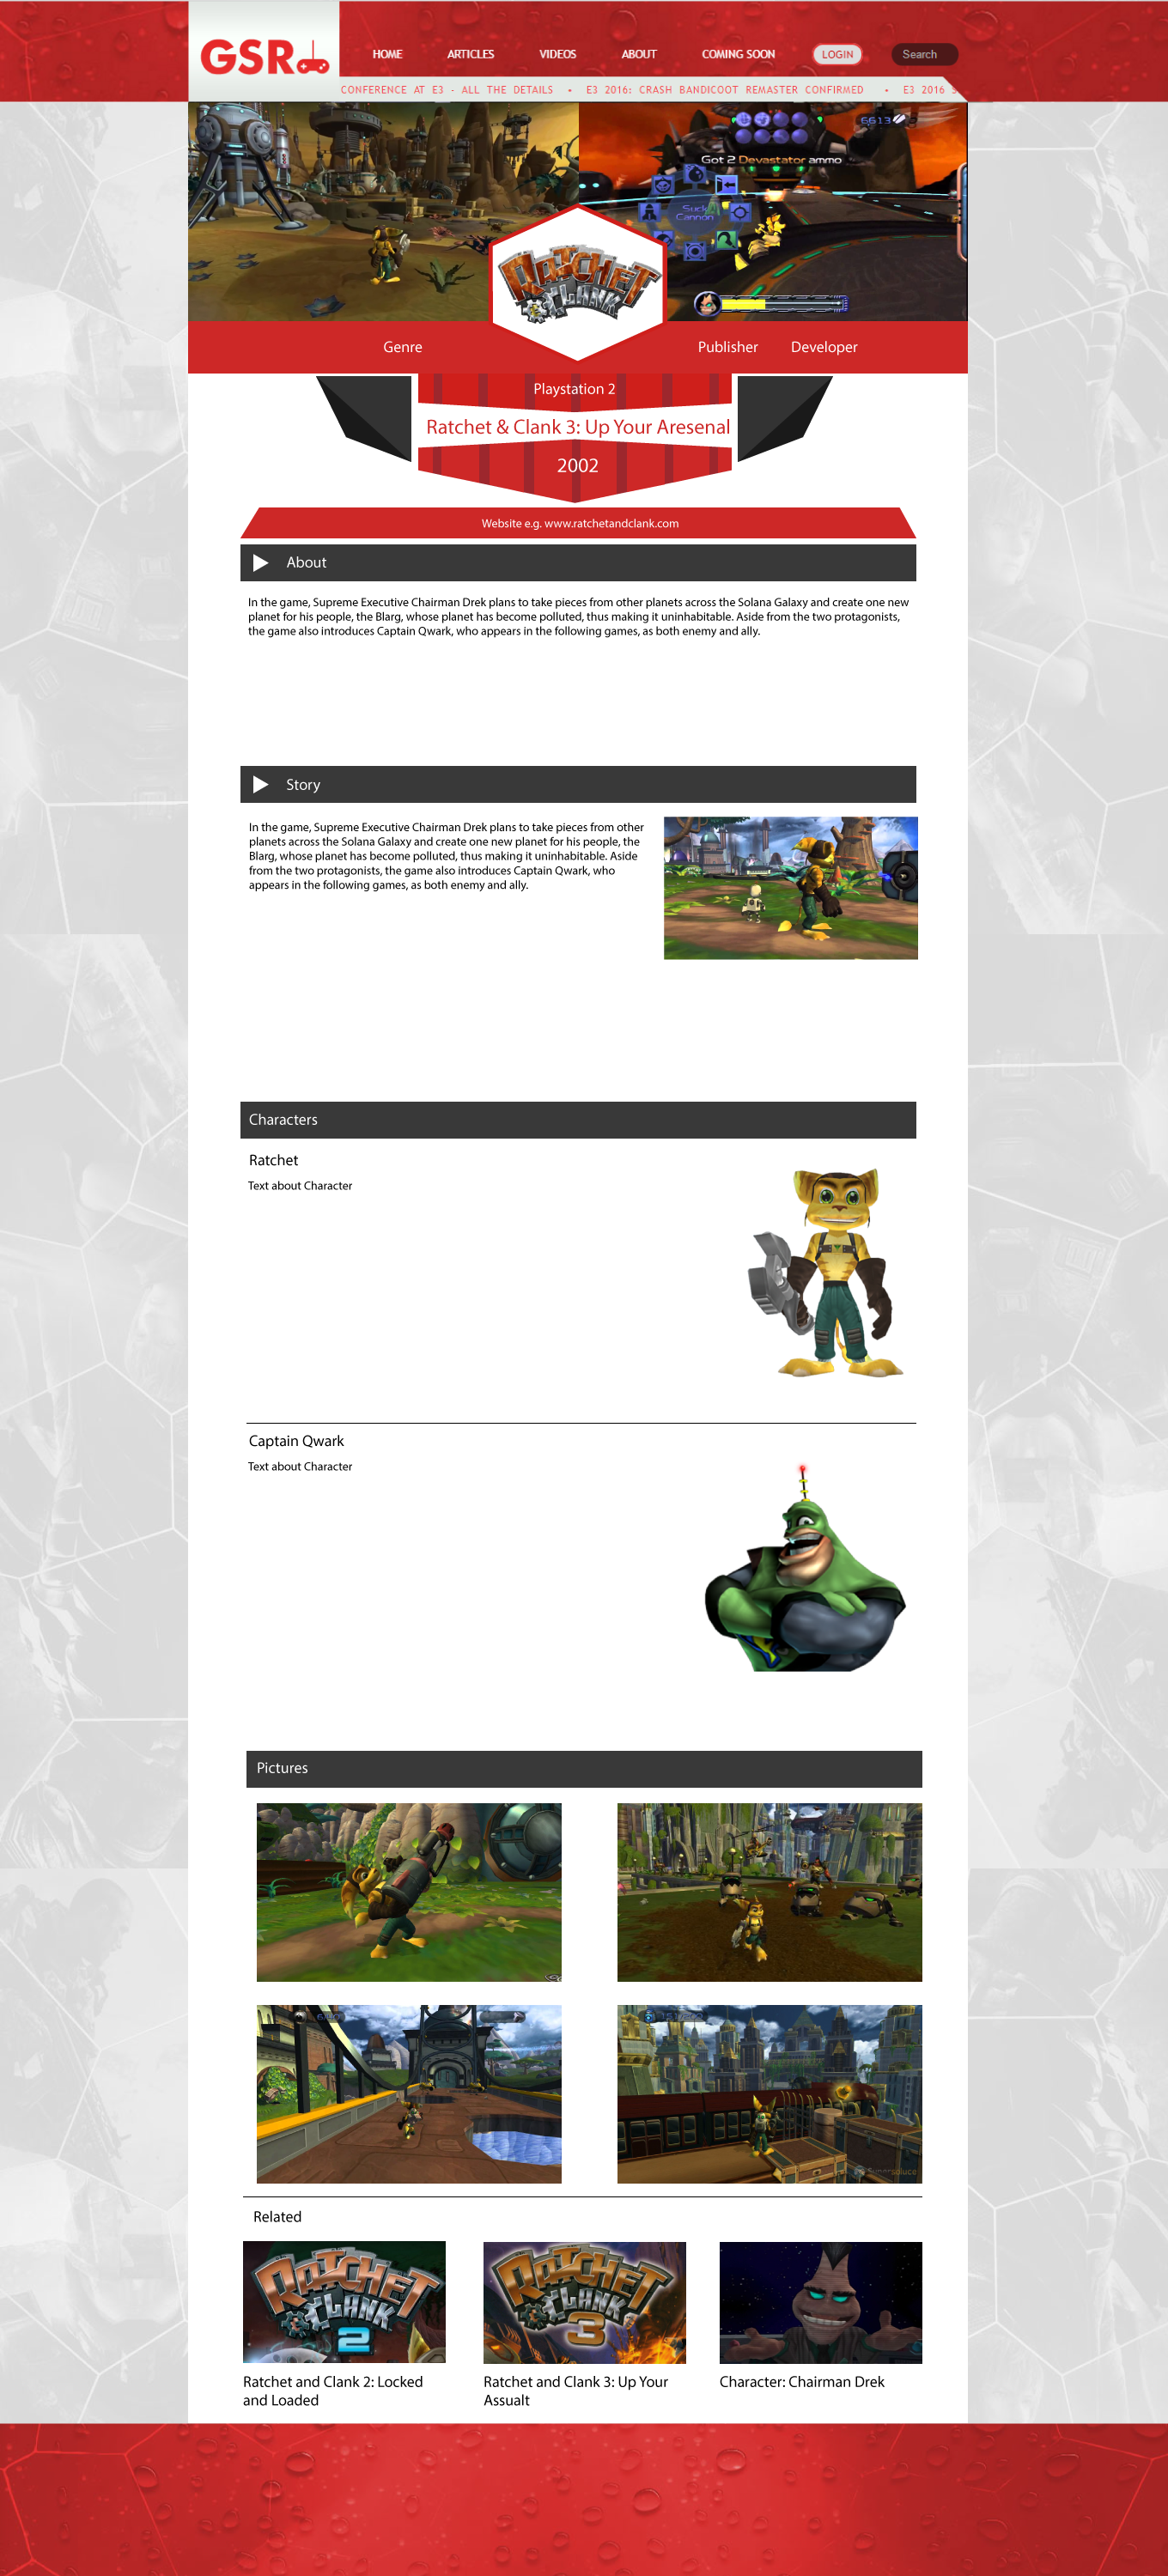 GSR
HOME ARTICLES VIDEOS ABOUT COMING SOON LOGIN Search
CONFERENCE AT E3 - ALL THE DETAILS • E3 2016: CRASH BANDICOOT REMASTER CONFIRMED • E3 2016
6613
Got 2 Devastator ammo
Suck
Cannon
RATCHET
CLANK
Genre Publisher Developer
Playstation 2
Ratchet & Clank 3: Up Your Aresenal
2002
Website e.g. www.ratchetandclank.com
About
In the game, Supreme Executive Chairman Drek plans to take pieces from other planets across the Solana Galaxy and create one new
planet for his people, the Blarg, whose planet has become polluted, thus making it uninhabitable. Aside from the two protagonists,
the game also introduces Captain Qwark, who appears in the following games, as both enemy and ally.
Story
In the game, Supreme Executive Chairman Drek plans to take pieces from other
planets across the Solana Galaxy and create one new planet for his people, the
Blarg, whose planet has become polluted, thus making it uninhabitable. Aside
from the two protagonists, the game also introduces Captain Qwark, who
appears in the following games, as both enemy and ally.
Characters
Ratchet
Text about Character
Captain Qwark
Text about Character
Pictures
Related
RATCHET
CLANK
2
RATCHET
CLANK
3
Ratchet and Clank 2: Locked
and Loaded
Ratchet and Clank 3: Up Your
Assualt
Character: Chairman Drek